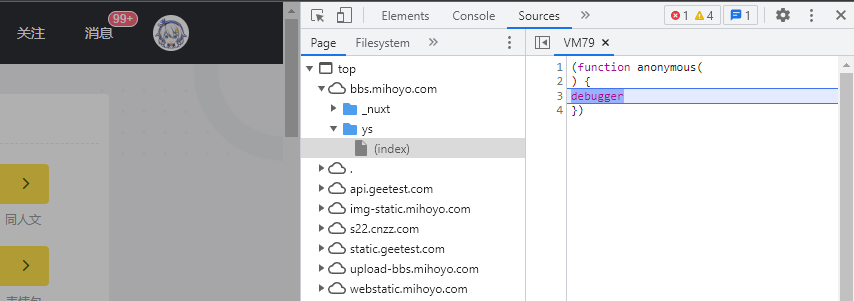 关注
消息
99+
同人文
Elements
Console
Sources
1
4
1
Page
Filesystem
top
bbs.mihoyo.com
_nuxt
ys
(index)
.
api.geetest.com
img-static.mihoyo.com
s22.cnzz.com
static.geetest.com
upload-bbs.mihoyo.com
webstatic.mihoyo.com
VM79
1 (function anonymous(
2 ) {
3 debugger
4 })